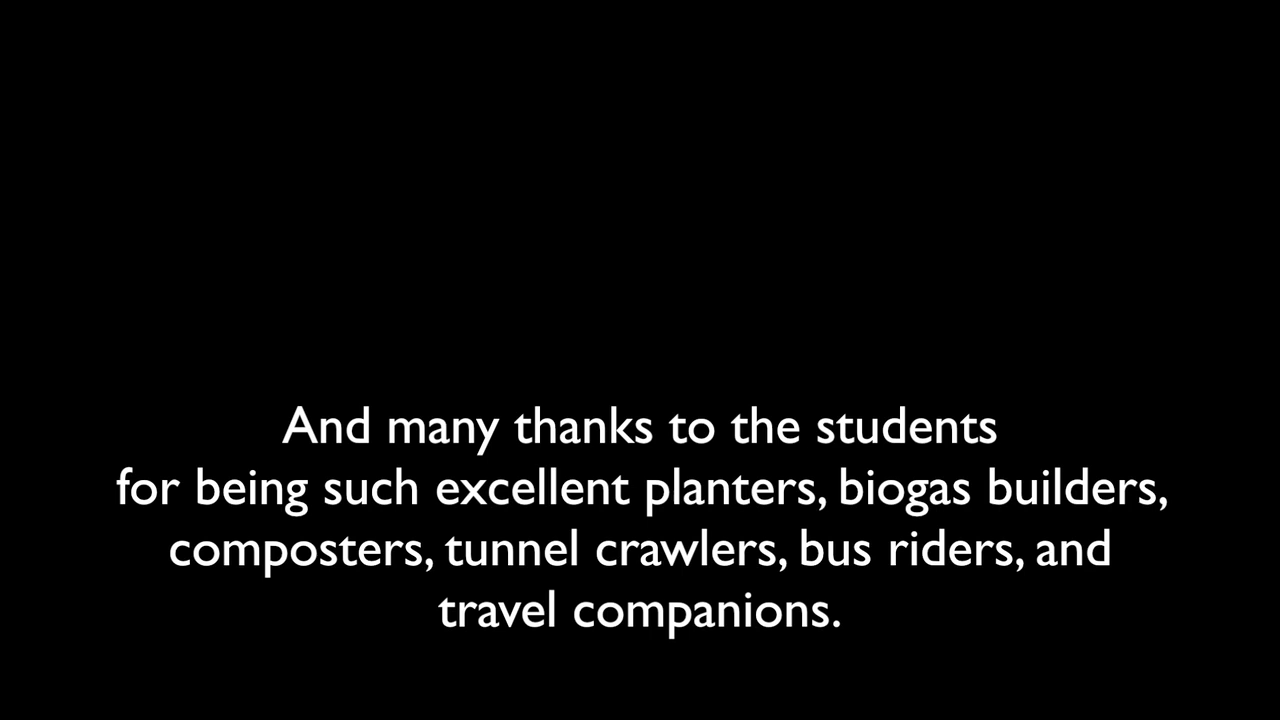 And many thanks to the students
for being such excellent planters, biogas builders,
composters, tunnel crawlers, bus riders, and
travel companions.